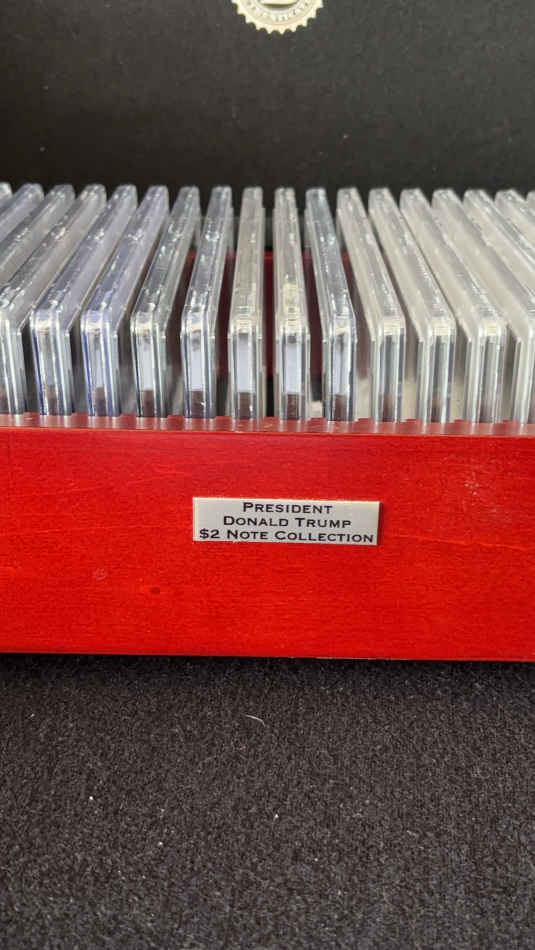 PRESIDENT
DONALD TRUMP
$2 NOTE COLLECTION